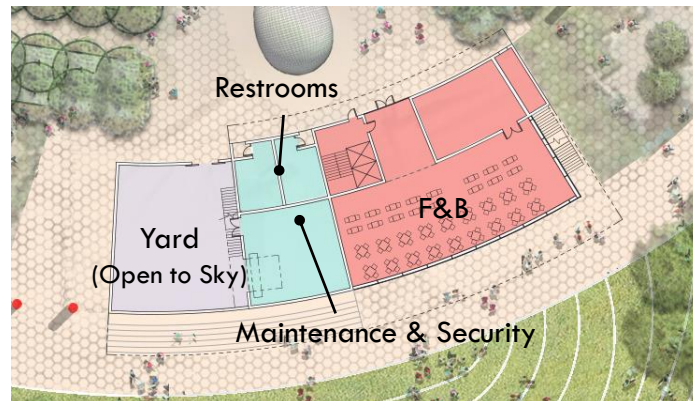 Restrooms
F&B
Yard
(Open to Sky)
Maintenance & Security